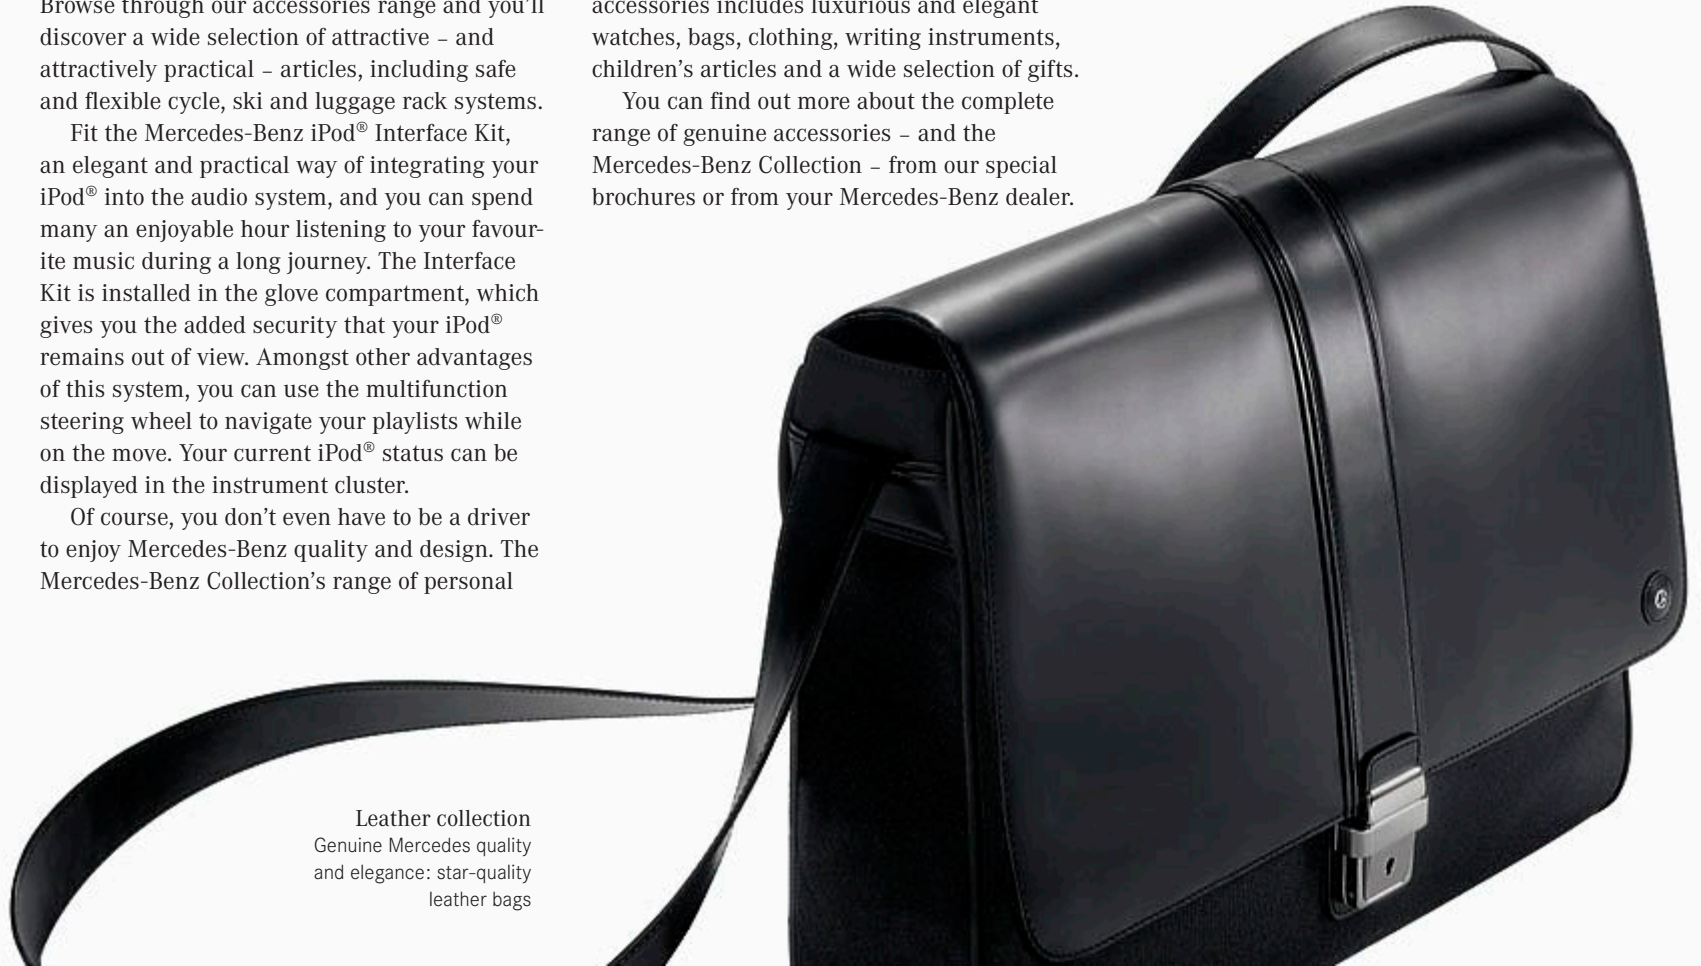 Browse through our accessories range and you’ll
discover a wide selection of attractive – and
attractively practical – articles, including safe
and flexible cycle, ski and luggage rack systems.
Fit the Mercedes-Benz iPod® Interface Kit,
an elegant and practical way of integrating your
iPod® into the audio system, and you can spend
many an enjoyable hour listening to your favour-
ite music during a long journey. The Interface
Kit is installed in the glove compartment, which
gives you the added security that your iPod®
remains out of view. Amongst other advantages
of this system, you can use the multifunction
steering wheel to navigate your playlists while
on the move. Your current iPod® status can be
displayed in the instrument cluster.
Of course, you don’t even have to be a driver
to enjoy Mercedes-Benz quality and design. The
Mercedes-Benz Collection’s range of personal
accessories includes luxurious and elegant
watches, bags, clothing, writing instruments,
children’s articles and a wide selection of gifts.
You can find out more about the complete
range of genuine accessories – and the
Mercedes-Benz Collection – from our special
brochures or from your Mercedes-Benz dealer.
Leather collection
Genuine Mercedes quality
and elegance: star-quality
leather bags